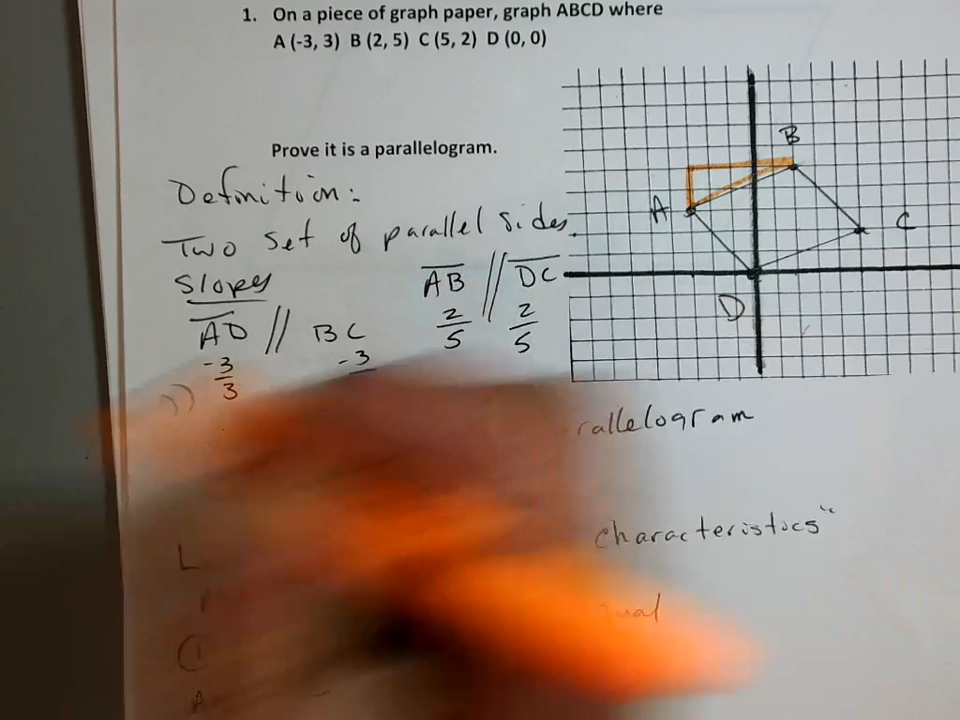 1. On a piece of graph paper, graph ABCD where
A (-3, 3) B (2, 5) C (5, 2) D (0, 0)
Prove it is a parallelogram.
Definition:
Two set of parallel sides.
Slopes
AB // DC
2/5 2/5
AD // BC
-3/3 -3
B
A
C
D
rallelogram
characteristics"
L
A